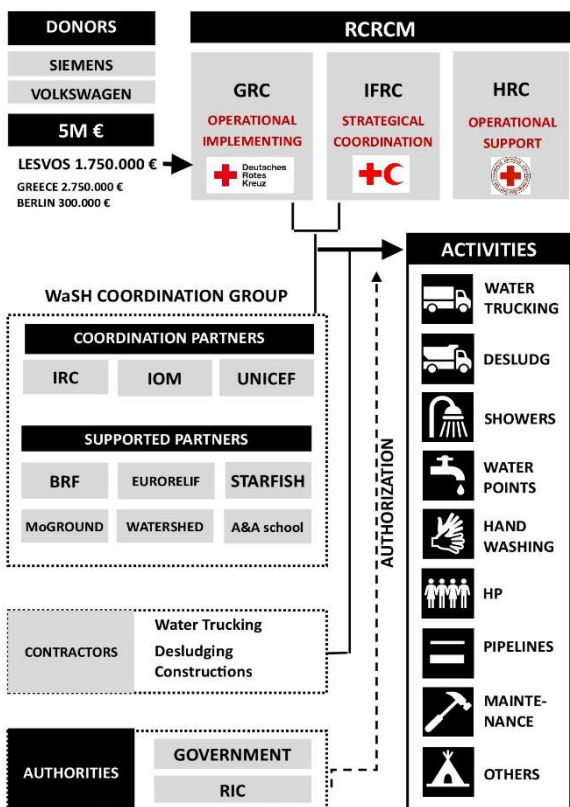 DONORS
SIEMENS
VOLKSWAGEN
5M €
LESVOS 1.750.000 €
GREECE 2.750.000 €
BERLIN 300.000 €
RCRCM
GRC
OPERATIONAL
IMPLEMENTING
Deutsches
Rotes
Kreuz
IFRC
STRATEGICAL
COORDINATION
HRC
OPERATIONAL
SUPPORT
WaSH COORDINATION GROUP
COORDINATION PARTNERS
IRC
IOM
UNICEF
SUPPORTED PARTNERS
BRF
EURORELIF
STARFISH
MoGROUND
WATERSHED
A&A school
CONTRACTORS
Water Trucking
Desludging
Constructions
AUTHORITIES
GOVERNMENT
RIC
AUTHORIZATION
ACTIVITIES
WATER
TRUCKING
DESLUDG
SHOWERS
WATER
POINTS
HAND
WASHING
HP
PIPELINES
MAINTE-
NANCE
OTHERS